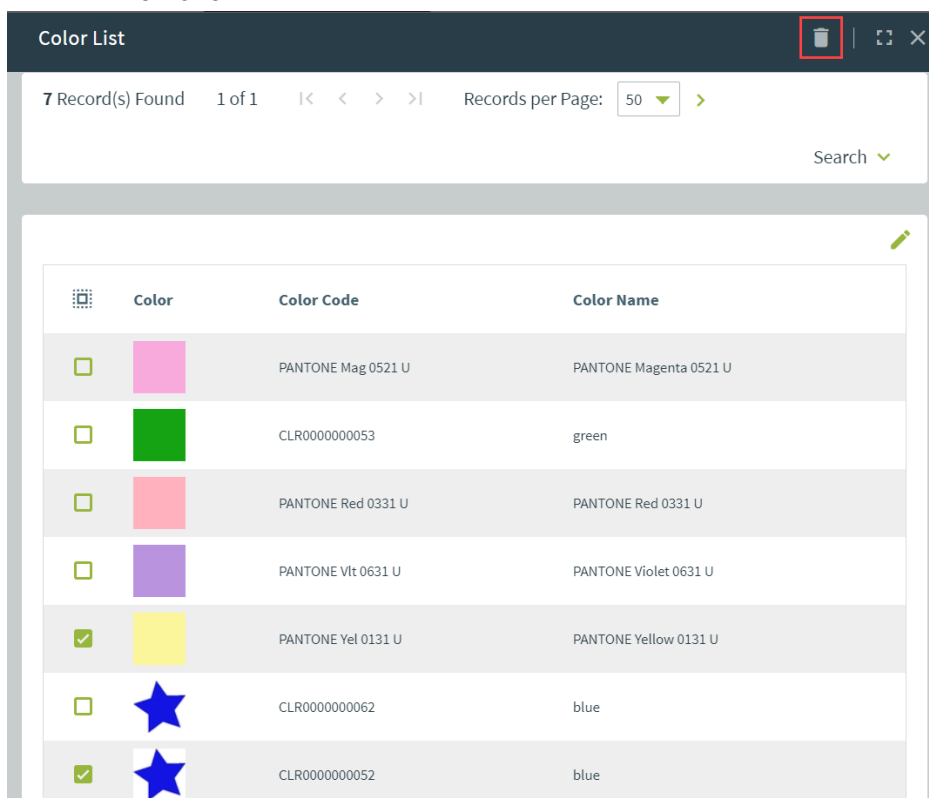 Color List
7 Record(s) Found 1 of 1 Records per Page: 50
Search
Color Color Code Color Name
PANTONE Mag 0521 U PANTONE Magenta 0521 U
CLR0000000053 green
PANTONE Red 0331 U PANTONE Red 0331 U
PANTONE Vlt 0631 U PANTONE Violet 0631 U
PANTONE Yel 0131 U PANTONE Yellow 0131 U
CLR0000000062 blue
CLR0000000052 blue